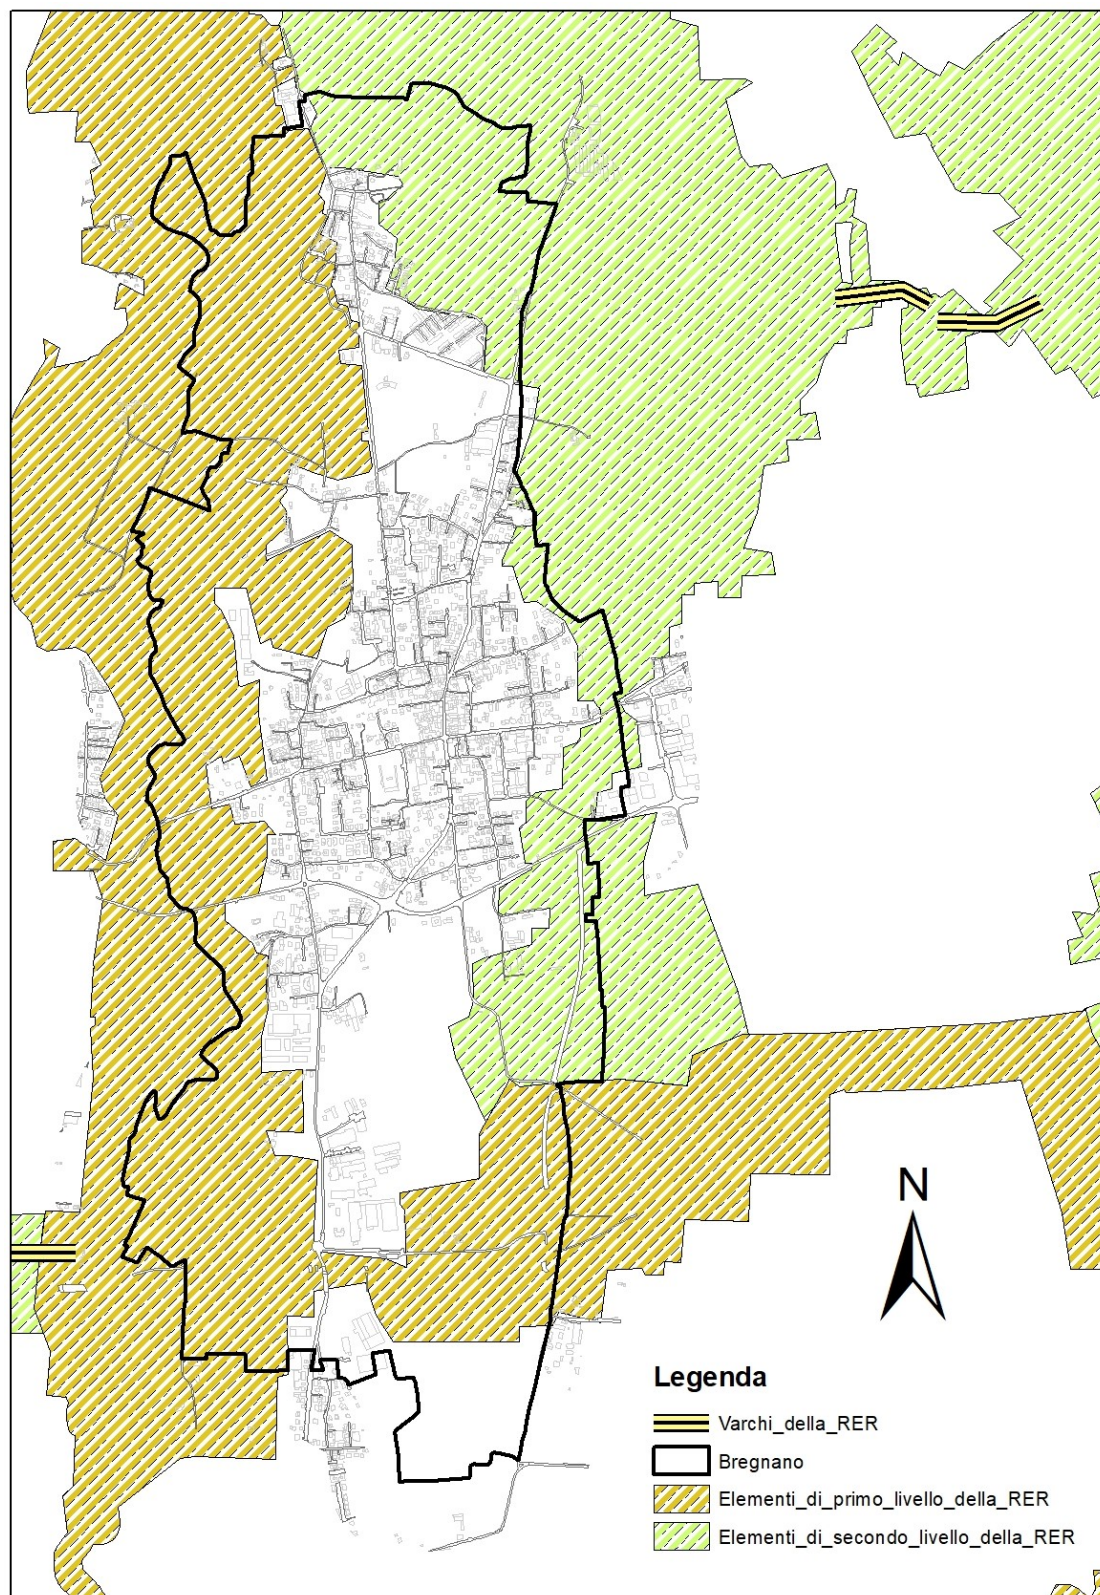 N
Legenda
Varchi_della_RER
Bregnano
Elementi_di_primo_livello_della_RER
Elementi_di_secondo_livello_della_RER